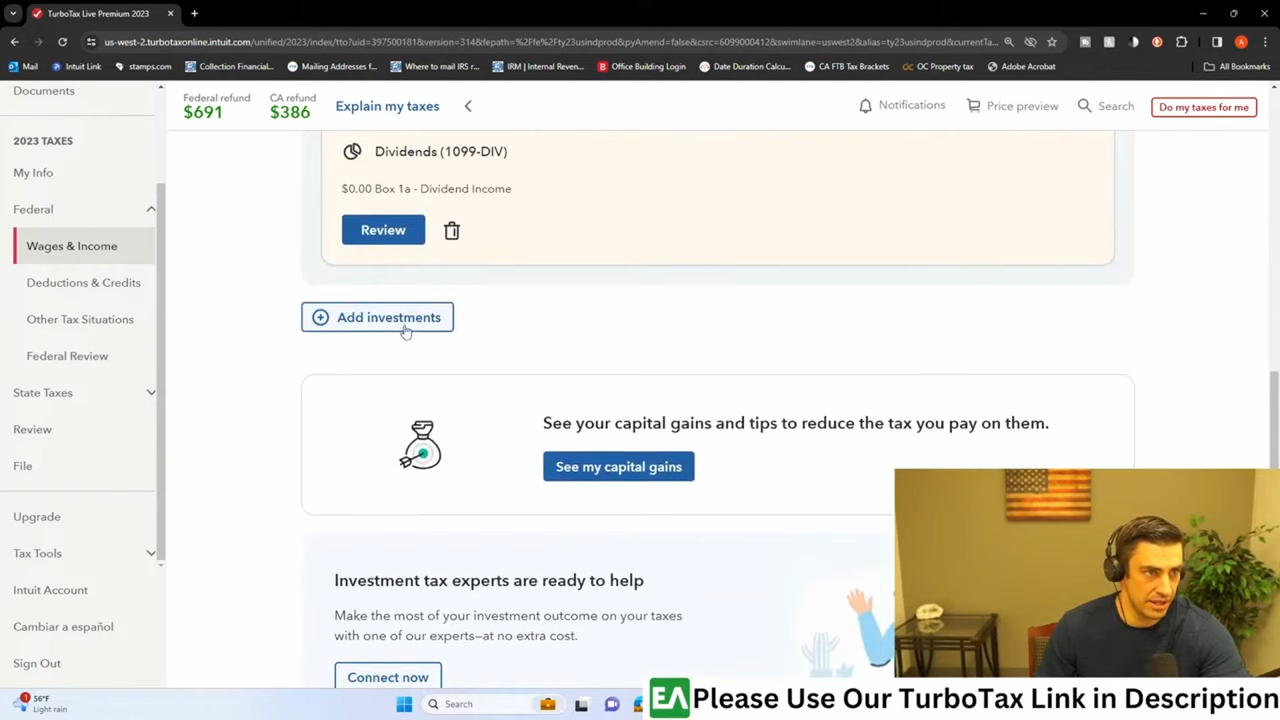 TurboTax Live Premium 2023
us-west-2.turbotaxonline.intuit.com/unified/2023/index/tto?uid=397500181&version=314&fepath=%2Ffe%2Fty23usindprod&pyAmend=false&csrc=6099000412&swimlane=uswest2&alias=ty23usindprod&currentTa...
Mail
Intuit Link
stamps.com
Collection Financial...
Mailing Addresses f...
Where to mail IRS r...
IRM | Internal Reven...
Office Building Login
Date Duration Calcu...
CA FTB Tax Brackets
OC Property tax
Adobe Acrobat
All Bookmarks
Documents
2023 TAXES
My Info
Federal
Wages & Income
Deductions & Credits
Other Tax Situations
Federal Review
State Taxes
Review
File
Upgrade
Tax Tools
Intuit Account
Cambiar a español
Sign Out
Federal refund
$691
CA refund
$386
Explain my taxes
Notifications
Price preview
Search
Do my taxes for me
Dividends (1099-DIV)
$0.00 Box 1a - Dividend Income
Review
Add investments
See your capital gains and tips to reduce the tax you pay on them.
See my capital gains
Investment tax experts are ready to help
Make the most of your investment outcome on your taxes
with one of our experts—at no extra cost.
Connect now
1
56°F
Light rain
Search
EA Please Use Our TurboTax Link in Description